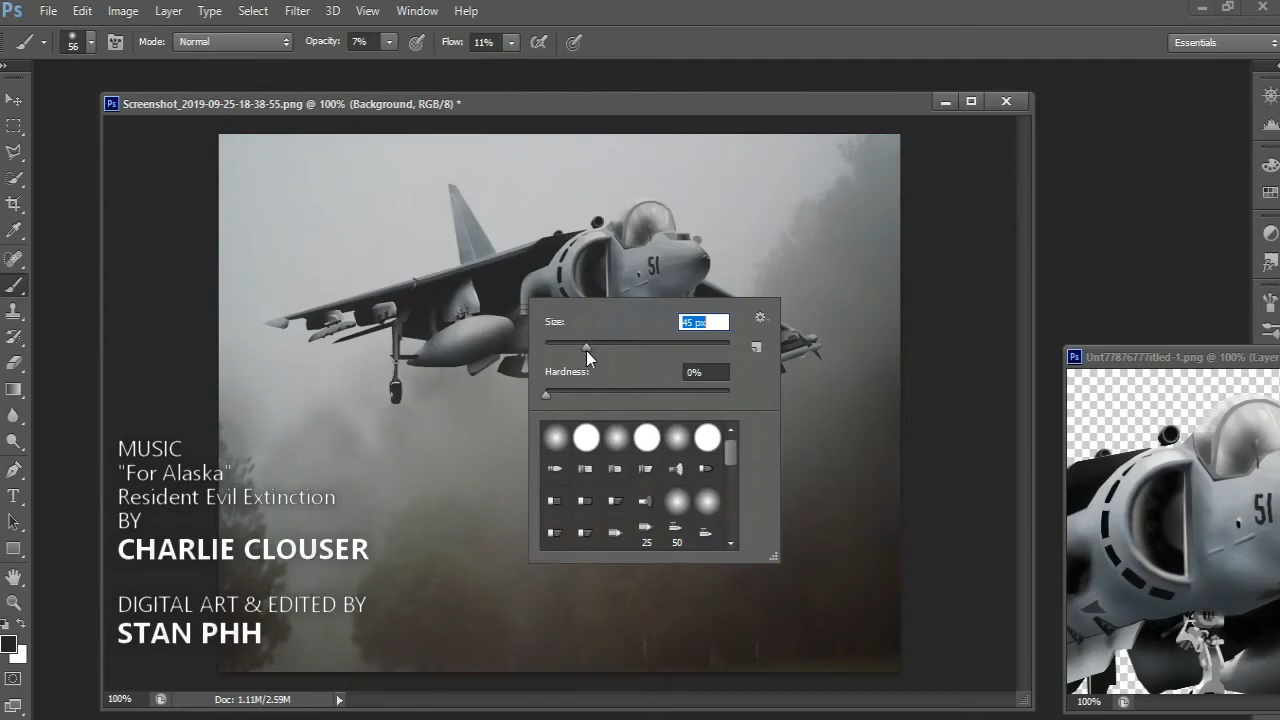 Ps File Edit Image Layer Type Select Filter 3D View Window Help
56 Mode: Normal Opacity: 7% Flow: 11% Essentials
Ps Screenshot_2019-09-25-18-38-55.png @ 100% (Background, RGB/8) *
51
Size: 45 px
Hardness: 0%
25 50
MUSIC
"For Alaska"
Resident Evil Extinction
BY
CHARLIE CLOUSER
DIGITAL ART & EDITED BY
STAN PHH
100% Doc: 1.11M/2.59M
Ps Unt77876777itled-1.png @ 100% (Layer
51
100%